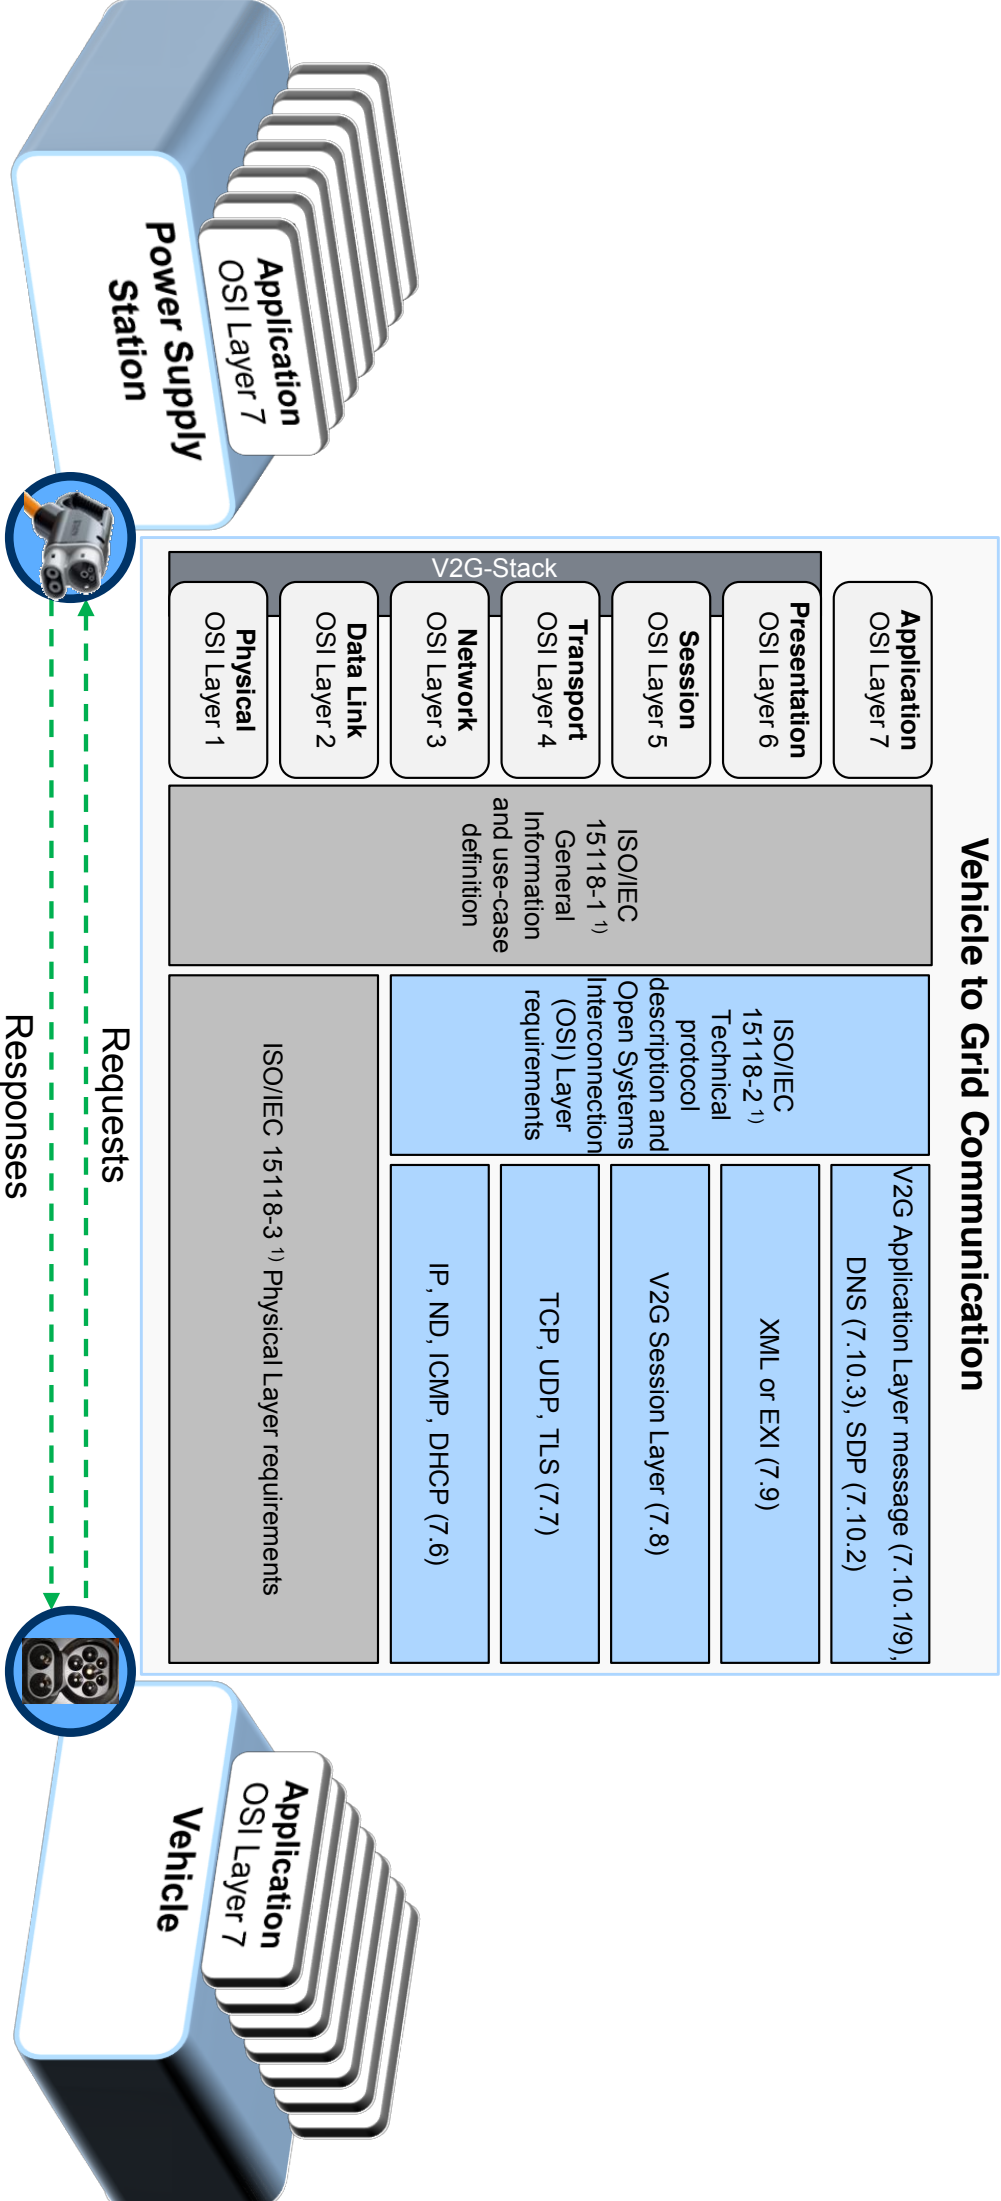 Vehicle to Grid Communication
V2G-Stack
Application
OSI Layer 7
Presentation
OSI Layer 6
Session
OSI Layer 5
Transport
OSI Layer 4
Network
OSI Layer 3
Data Link
OSI Layer 2
Physical
OSI Layer 1
ISO/IEC
15118-1 ¹⁾
General
Information
and use-case
definition
ISO/IEC
15118-2 ¹⁾
Technical
protocol
description and
Open Systems
Interconnection
(OSI) Layer
requirements
V2G Application Layer message (7.10.1/9),
DNS (7.10.3), SDP (7.10.2)
XML or EXI (7.9)
V2G Session Layer (7.8)
TCP, UDP, TLS (7.7)
IP, ND, ICMP, DHCP (7.6)
ISO/IEC 15118-3 ¹⁾ Physical Layer requirements
Application
OSI Layer 7
Power Supply
Station
Requests
Responses
Application
OSI Layer 7
Vehicle